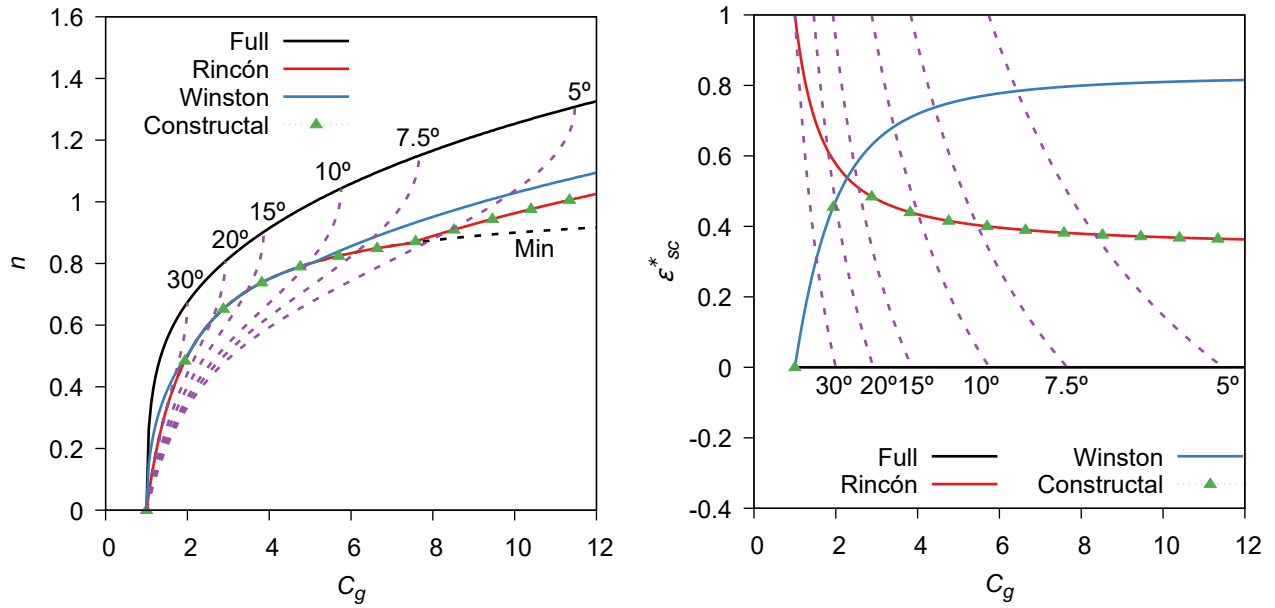 1.6
1.4
1.2
1
0.8
0.6
0.4
0.2
0
n
Full
Rincón
Winston
Constructal
30º
20º
15º
10º
7.5º
5º
Min
0 2 4 6 8 10 12
C_g
1
0.8
0.6
0.4
0.2
0
-0.2
-0.4
ε*sc
30º 20º 15º 10º 7.5º 5º
Full Winston
Rincón Constructal
0 2 4 6 8 10 12
C_g